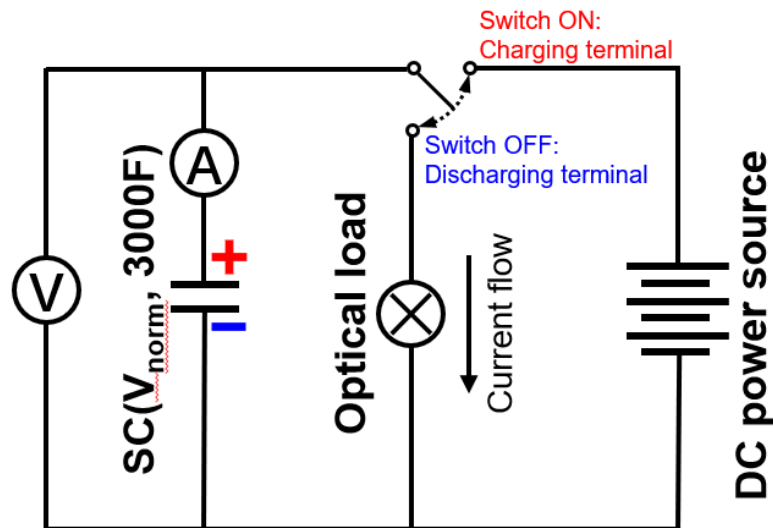 Switch ON:
Charging terminal
A
Switch OFF:
Discharging terminal
V
SC(Vnorm, 3000F)
+
–
Optical load
Current flow
DC power source